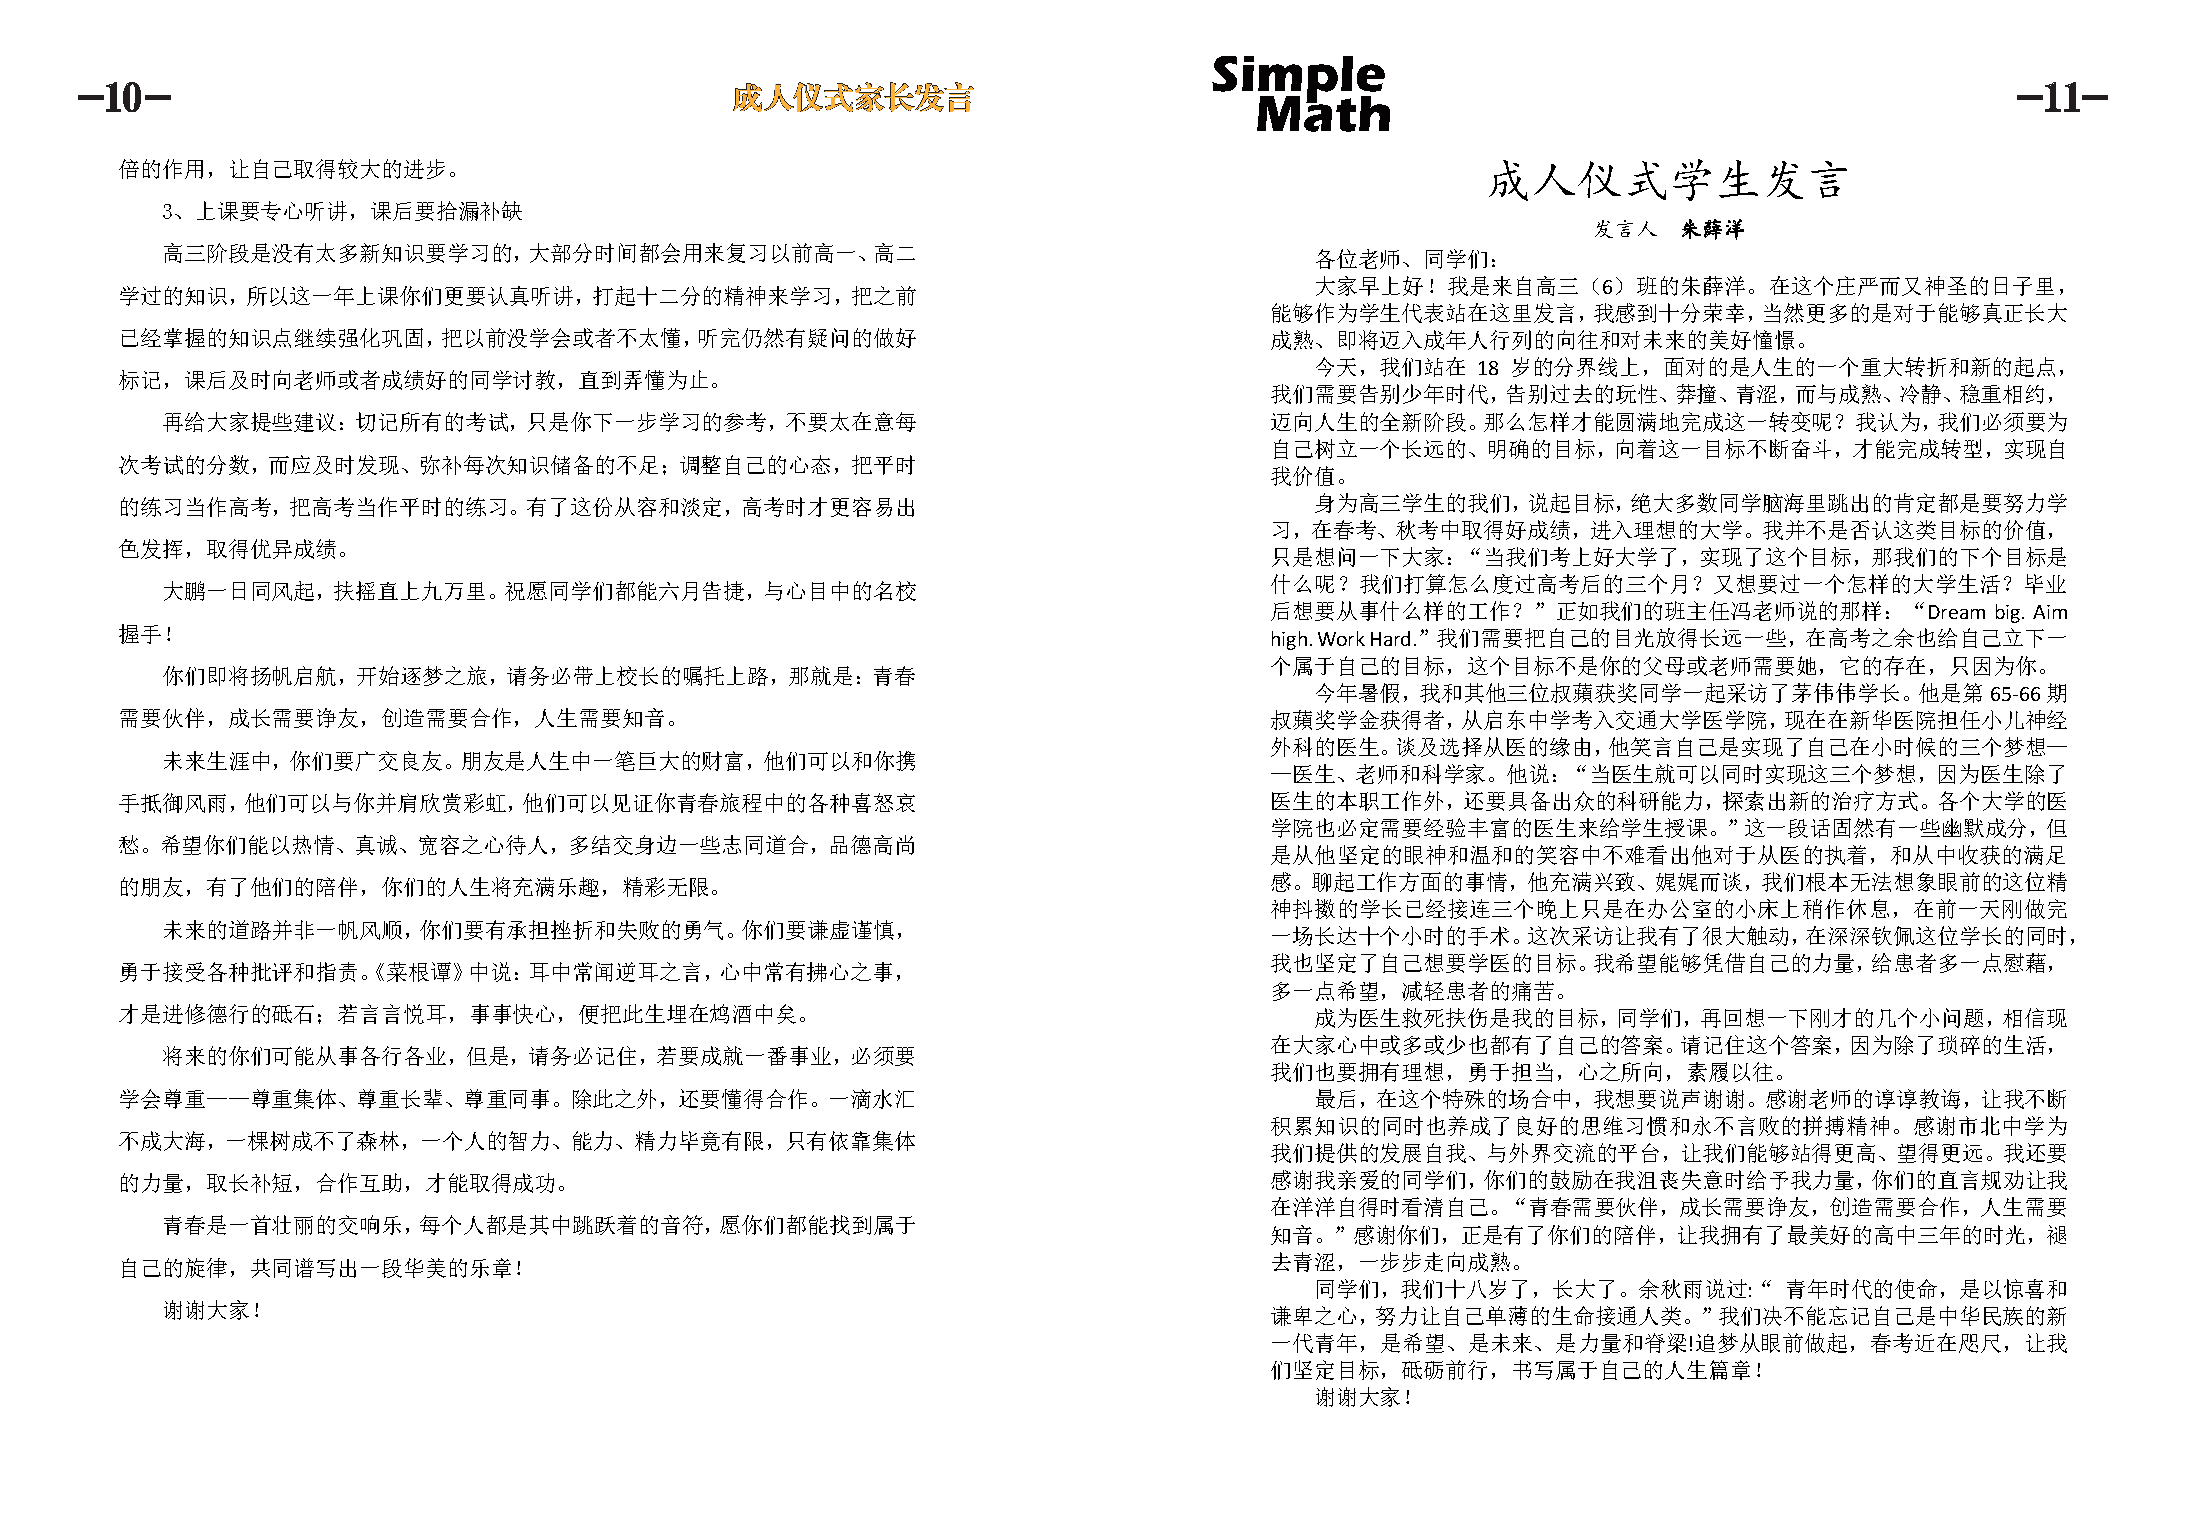 —10—
成人仪式家长发言
倍的作用，让自己取得较大的进步。
3、上课要专心听讲，课后要拾漏补缺
高三阶段是没有太多新知识要学习的，大部分时间都会用来复习以前高一、高二
学过的知识，所以这一年上课你们更要认真听讲，打起十二分的精神来学习，把之前
已经掌握的知识点继续强化巩固，把以前没学会或者不太懂，听完仍然有疑问的做好
标记，课后及时向老师或者成绩好的同学讨教，直到弄懂为止。
再给大家提些建议：切记所有的考试，只是你下一步学习的参考，不要太在意每
次考试的分数，而应及时发现、弥补每次知识储备的不足；调整自己的心态，把平时
的练习当作高考，把高考当作平时的练习。有了这份从容和淡定，高考时才更容易出
色发挥，取得优异成绩。
大鹏一日同风起，扶摇直上九万里。祝愿同学们都能六月告捷，与心目中的名校
握手！
你们即将扬帆启航，开始逐梦之旅，请务必带上校长的嘱托上路，那就是：青春
需要伙伴，成长需要诤友，创造需要合作，人生需要知音。
未来生涯中，你们要广交良友。朋友是人生中一笔巨大的财富，他们可以和你携
手抵御风雨，他们可以与你并肩欣赏彩虹，他们可以见证你青春旅程中的各种喜怒哀
愁。希望你们能以热情、真诚、宽容之心待人，多结交身边一些志同道合，品德高尚
的朋友，有了他们的陪伴，你们的人生将充满乐趣，精彩无限。
未来的道路并非一帆风顺，你们要有承担挫折和失败的勇气。你们要谦虚谨慎，
勇于接受各种批评和指责。《菜根谭》中说：耳中常闻逆耳之言，心中常有拂心之事，
才是进修德行的砥石；若言言悦耳，事事快心，便把此生埋在鸩酒中矣。
将来的你们可能从事各行各业，但是，请务必记住，若要成就一番事业，必须要
学会尊重——尊重集体、尊重长辈、尊重同事。除此之外，还要懂得合作。一滴水汇
不成大海，一棵树成不了森林，一个人的智力、能力、精力毕竟有限，只有依靠集体
的力量，取长补短，合作互助，才能取得成功。
青春是一首壮丽的交响乐，每个人都是其中跳跃着的音符，愿你们都能找到属于
自己的旋律，共同谱写出一段华美的乐章！
谢谢大家！
Simple
Math
—11—
成人仪式学生发言
发言人 朱薛洋
各位老师、同学们：
大家早上好！我是来自高三（6）班的朱薛洋。在这个庄严而又神圣的日子里，
能够作为学生代表站在这里发言，我感到十分荣幸，当然更多的是对于能够真正长大
成熟、即将迈入成年人行列的向往和对未来的美好憧憬。
今天，我们站在 18 岁的分界线上，面对的是人生的一个重大转折和新的起点，
我们需要告别少年时代，告别过去的玩性、莽撞、青涩，而与成熟、冷静、稳重相约，
迈向人生的全新阶段。那么怎样才能圆满地完成这一转变呢？我认为，我们必须要为
自己树立一个长远的、明确的目标，向着这一目标不断奋斗，才能完成转型，实现自
我价值。
身为高三学生的我们，说起目标，绝大多数同学脑海里跳出的肯定都是要努力学
习，在春考、秋考中取得好成绩，进入理想的大学。我并不是否认这类目标的价值，
只是想问一下大家：“当我们考上好大学了，实现了这个目标，那我们的下个目标是
什么呢？我们打算怎么度过高考后的三个月？又想要过一个怎样的大学生活？毕业
后想要从事什么样的工作？”正如我们的班主任冯老师说的那样：“Dream big. Aim
high. Work Hard.”我们需要把自己的目光放得长远一些，在高考之余也给自己立下一
个属于自己的目标，这个目标不是你的父母或老师需要她，它的存在，只因为你。
今年暑假，我和其他三位叔蘋获奖同学一起采访了茅伟伟学长。他是第 65-66 期
叔蘋奖学金获得者，从启东中学考入交通大学医学院，现在在新华医院担任小儿神经
外科的医生。谈及选择从医的缘由，他笑言自己是实现了自己在小时候的三个梦想—
—医生、老师和科学家。他说：“当医生就可以同时实现这三个梦想，因为医生除了
医生的本职工作外，还要具备出众的科研能力，探索出新的治疗方式。各个大学的医
学院也必定需要经验丰富的医生来给学生授课。”这一段话固然有一些幽默成分，但
是从他坚定的眼神和温和的笑容中不难看出他对于从医的执着，和从中收获的满足
感。聊起工作方面的事情，他充满兴致、娓娓而谈，我们根本无法想象眼前的这位精
神抖擞的学长已经接连三个晚上只是在办公室的小床上稍作休息，在前一天刚做完
一场长达十个小时的手术。这次采访让我有了很大触动，在深深钦佩这位学长的同时，
我也坚定了自己想要学医的目标。我希望能够凭借自己的力量，给患者多一点慰藉，
多一点希望，减轻患者的痛苦。
成为医生救死扶伤是我的目标，同学们，再回想一下刚才的几个小问题，相信现
在大家心中或多或少也都有了自己的答案。请记住这个答案，因为除了琐碎的生活，
我们也要拥有理想，勇于担当，心之所向，素履以往。
最后，在这个特殊的场合中，我想要说声谢谢。感谢老师的谆谆教诲，让我不断
积累知识的同时也养成了良好的思维习惯和永不言败的拼搏精神。感谢市北中学为
我们提供的发展自我、与外界交流的平台，让我们能够站得更高、望得更远。我还要
感谢我亲爱的同学们，你们的鼓励在我沮丧失意时给予我力量，你们的直言规劝让我
在洋洋自得时看清自己。“青春需要伙伴，成长需要诤友，创造需要合作，人生需要
知音。”感谢你们，正是有了你们的陪伴，让我拥有了最美好的高中三年的时光，褪
去青涩，一步步走向成熟。
同学们，我们十八岁了，长大了。余秋雨说过:“ 青年时代的使命，是以惊喜和
谦卑之心，努力让自己单薄的生命接通人类。”我们决不能忘记自己是中华民族的新
一代青年，是希望、是未来、是力量和脊梁!追梦从眼前做起，春考近在咫尺，让我
们坚定目标，砥砺前行，书写属于自己的人生篇章！
谢谢大家！